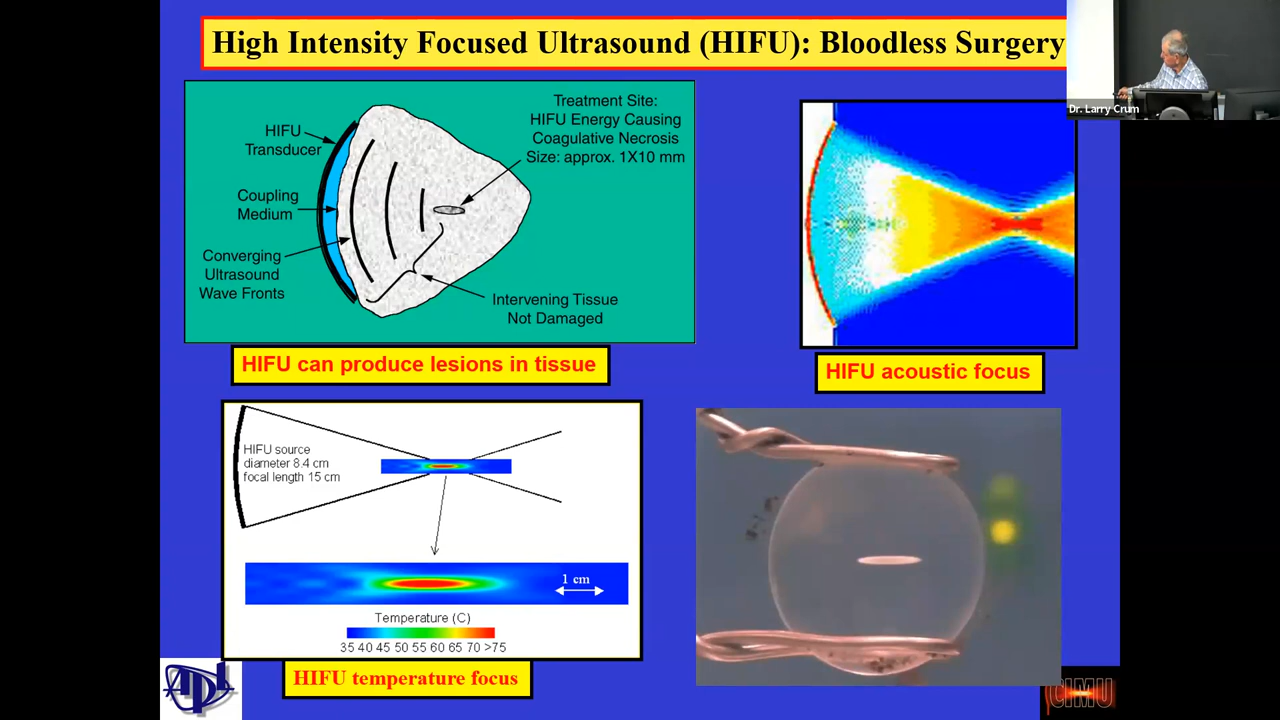 High Intensity Focused Ultrasound (HIFU): Bloodless Surgery
Dr. Larry Crum
HIFU
Transducer
Coupling
Medium
Converging
Ultrasound
Wave Fronts
Treatment Site:
HIFU Energy Causing
Coagulative Necrosis
Size: approx. 1X10 mm
Intervening Tissue
Not Damaged
HIFU can produce lesions in tissue
HIFU acoustic focus
HIFU source
diameter 8.4 cm
focal length 15 cm
1 cm
Temperature (C)
35 40 45 50 55 60 65 70 >75
HIFU temperature focus
APL
CIMU